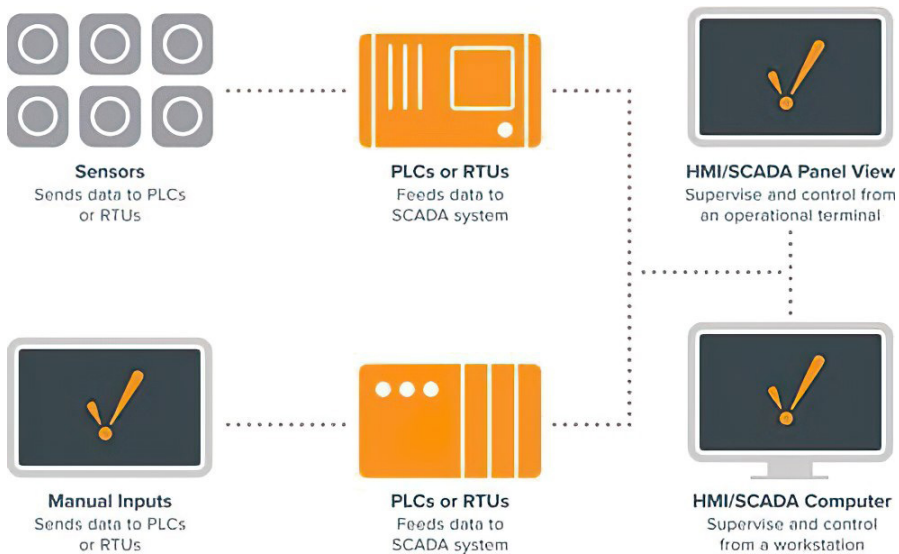 Sensors
Sends data to PLCs
or RTUs
PLCs or RTUs
Feeds data to
SCADA system
HMI/SCADA Panel View
Supervise and control from
an operational terminal
Manual Inputs
Sends data to PLCs
or RTUs
PLCs or RTUs
Feeds data to
SCADA system
HMI/SCADA Computer
Supervise and control
from a workstation